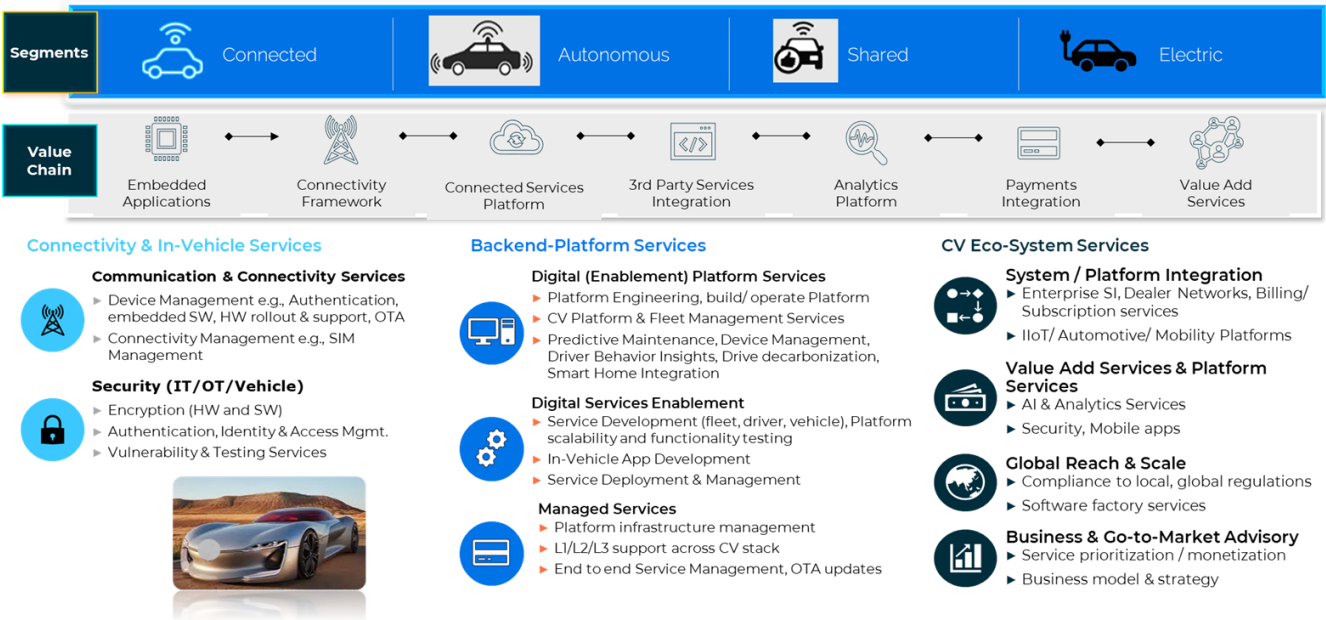 Segments
Connected
Autonomous
Shared
Electric
Value
Chain
Embedded
Applications
Connectivity
Framework
Connected Services
Platform
3rd Party Services
Integration
Analytics
Platform
Payments
Integration
Value Add
Services
Connectivity & In-Vehicle Services
Communication & Connectivity Services
Device Management e.g., Authentication,
embedded SW, HW rollout & support, OTA
Connectivity Management e.g., SIM
Management
Security (IT/OT/Vehicle)
Encryption (HW and SW)
Authentication, Identity & Access Mgmt.
Vulnerability & Testing Services
Backend-Platform Services
Digital (Enablement) Platform Services
Platform Engineering, build/ operate Platform
CV Platform & Fleet Management Services
Predictive Maintenance, Device Management,
Driver Behavior Insights, Drive decarbonization,
Smart Home Integration
Digital Services Enablement
Service Development (fleet, driver, vehicle), Platform
scalability and functionality testing
In-Vehicle App Development
Service Deployment & Management
Managed Services
Platform infrastructure management
L1/L2/L3 support across CV stack
End to end Service Management, OTA updates
CV Eco-System Services
System / Platform Integration
Enterprise SI, Dealer Networks, Billing/
Subscription services
IIoT/ Automotive/ Mobility Platforms
Value Add Services & Platform
Services
AI & Analytics Services
Security, Mobile apps
Global Reach & Scale
Compliance to local, global regulations
Software factory services
Business & Go-to-Market Advisory
Service prioritization / monetization
Business model & strategy